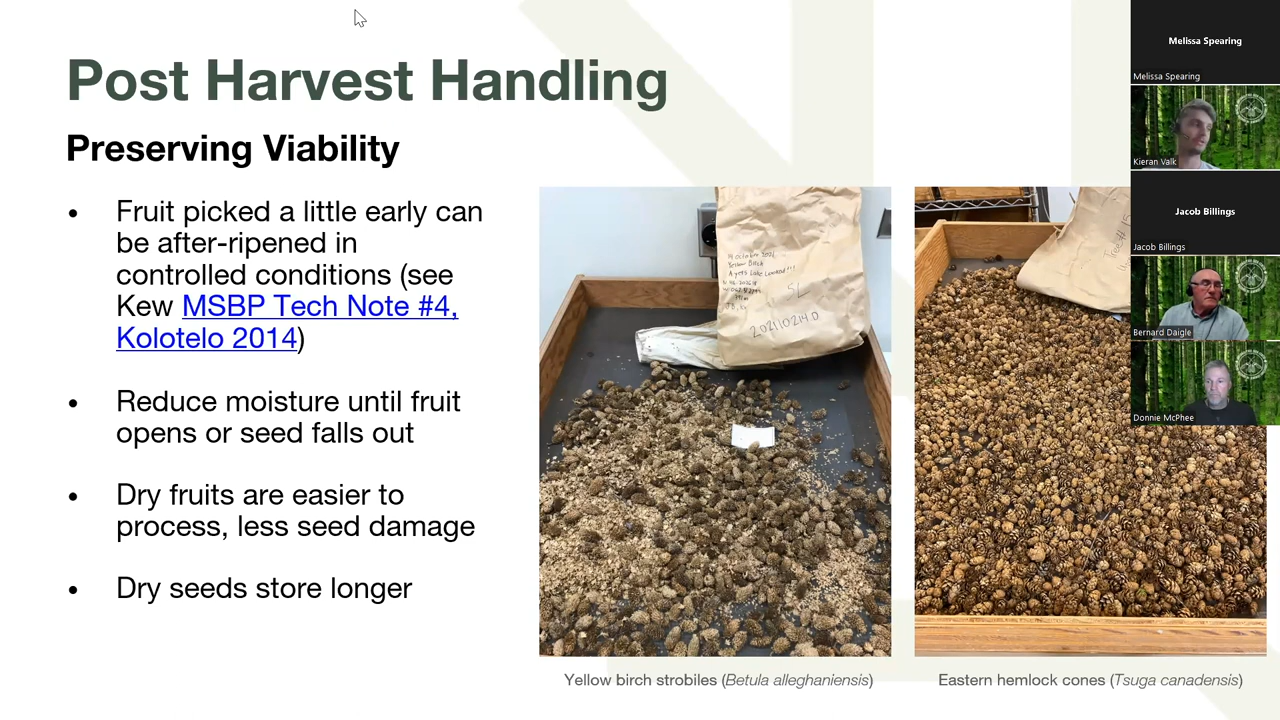 Post Harvest Handling
Preserving Viability
• Fruit picked a little early can
be after-ripened in
controlled conditions (see
Kew MSBP Tech Note #4,
Kolotelo 2014)
• Reduce moisture until fruit
opens or seed falls out
• Dry fruits are easier to
process, less seed damage
• Dry seeds store longer
Yellow Birch
SL
Yellow birch strobiles (Betula alleghaniensis)
Eastern hemlock cones (Tsuga canadensis)
Melissa Spearing
Melissa Spearing
Kieran Valk
Jacob Billings
Jacob Billings
Bernard Daigle
Donnie McPhee